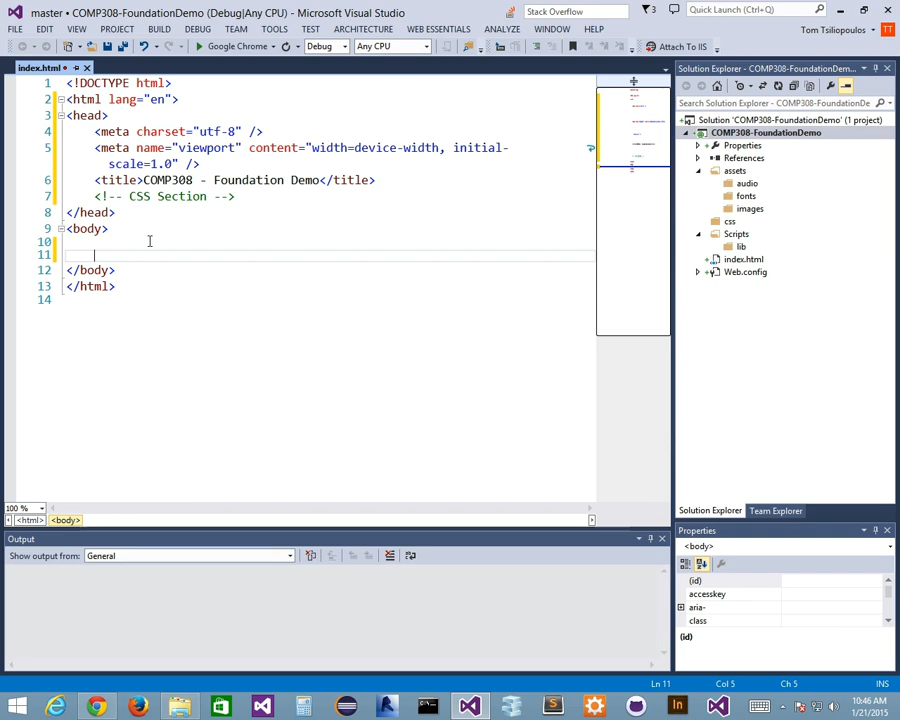 master • COMP308-FoundationDemo (Debug|Any CPU) - Microsoft Visual Studio
Stack Overflow
3
Quick Launch (Ctrl+Q)
FILE EDIT VIEW PROJECT BUILD DEBUG TEAM TOOLS TEST ARCHITECTURE WEB ESSENTIALS ANALYZE WINDOW HELP
Tom Tsiliopoulos TT
Google Chrome Debug Any CPU Attach To IIS
index.html
1 <!DOCTYPE html>
2 <html lang="en">
3 <head>
4 <meta charset="utf-8" />
5 <meta name="viewport" content="width=device-width, initial-
scale=1.0" />
6 <title>COMP308 - Foundation Demo</title>
7 <!-- CSS Section -->
8 </head>
9 <body>
10
11
12 </body>
13 </html>
14
100 %
<html> <body>
Output
Show output from: General
Solution Explorer - COMP308-FoundationDem...
Search Solution Explorer - COMP308-FoundationDe
Solution 'COMP308-FoundationDemo' (1 project)
COMP308-FoundationDemo
Properties
References
assets
audio
fonts
images
css
Scripts
lib
index.html
Web.config
Solution Explorer Team Explorer
Properties
<body>
(id)
accesskey
aria-
class
(id)
Ln 11 Col 5 Ch 5 INS
In
10:46 AM
1/21/2015